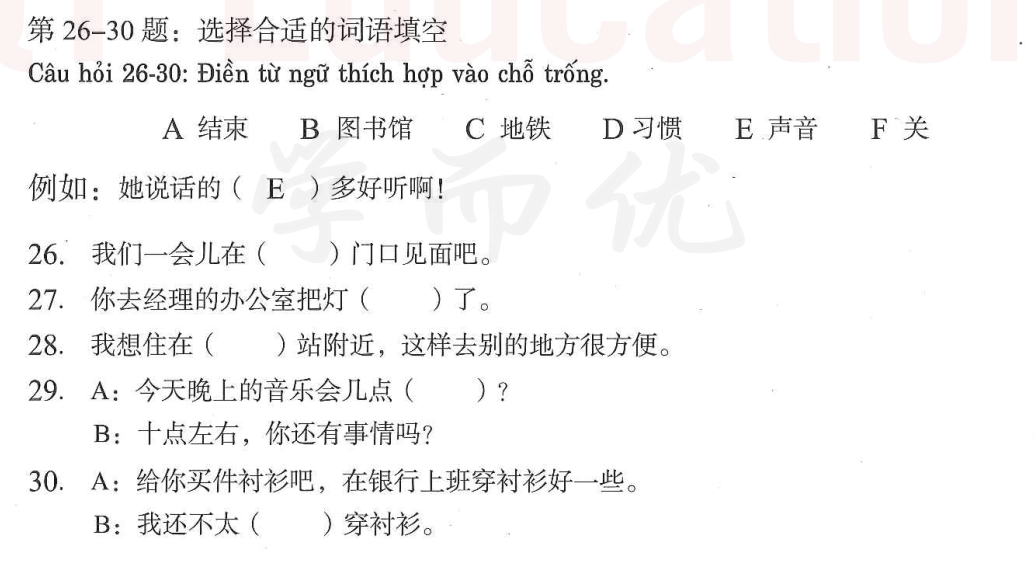 Qi Education
第 26–30 题：选择合适的词语填空
Câu hỏi 26-30: Điền từ ngữ thích hợp vào chỗ trống.
A 结束 B 图书馆 C 地铁 D 习惯 E 声音 F 关
例如：她说话的（ E ）多好听啊！
学而优
26. 我们一会儿在（ ）门口见面吧。
27. 你去经理的办公室把灯（ ）了。
28. 我想住在（ ）站附近，这样去别的地方很方便。
29. A：今天晚上的音乐会几点（ ）？
B：十点左右，你还有事情吗？
30. A：给你买件衬衫吧，在银行上班穿衬衫好一些。
B：我还不太（ ）穿衬衫。